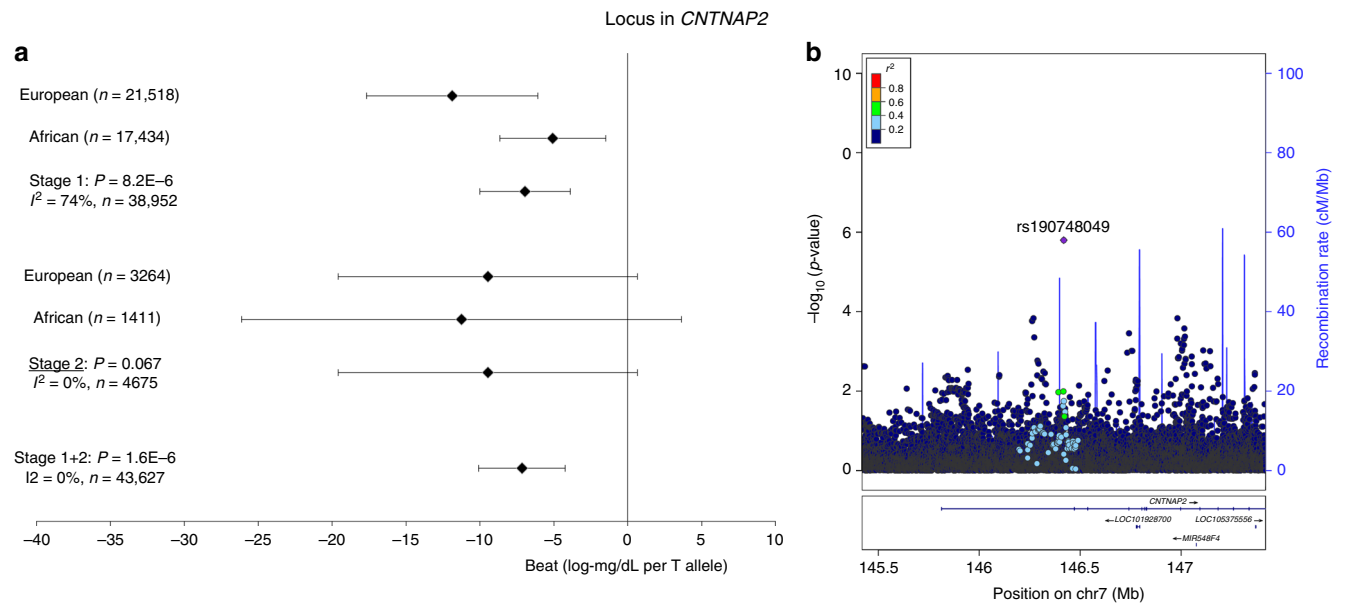 Locus in CNTNAP2
a
European (n = 21,518)
African (n = 17,434)
Stage 1: P = 8.2E–6
I² = 74%, n = 38,952
European (n = 3264)
African (n = 1411)
Stage 2: P = 0.067
I² = 0%, n = 4675
Stage 1+2: P = 1.6E–6
I2 = 0%, n = 43,627
–40 –35 –30 –25 –20 –15 –10 –5 0 5 10
Beat (log-mg/dL per T allele)
b
r²
0.8
0.6
0.4
0.2
10
0
6
4
2
0
–log₁₀ (p-value)
rs190748049
100
80
60
40
20
0
Recombination rate (cM/Mb)
CNTNAP2 →
←LOC101928700
LOC105375556 →
←MIR548F4
145.5 146 146.5 147
Position on chr7 (Mb)